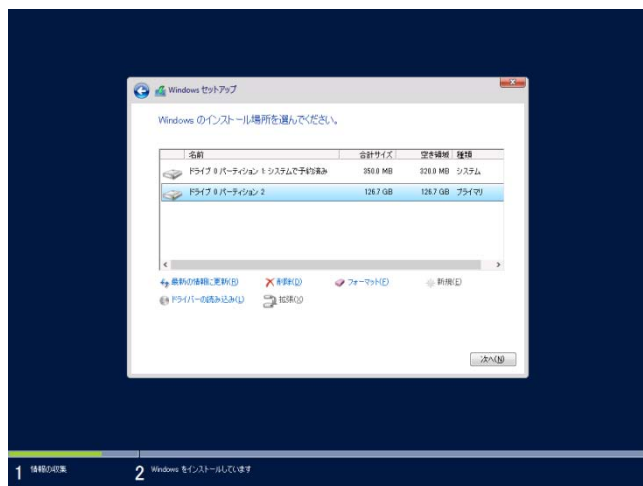 Windows セットアップ
Windows のインストール場所を選んでください。
名前 合計サイズ 空き領域 種類
ドライブ 0 パーティション 1: システムで予約済み 350.0 MB 320.0 MB システム
ドライブ 0 パーティション 2 126.7 GB 126.7 GB プライマリ
最新の情報に更新(R) 削除(D) フォーマット(F) 新規(E)
ドライバーの読み込み(L) 拡張(X)
次へ(N)
1 情報の収集 2 Windows をインストールしています